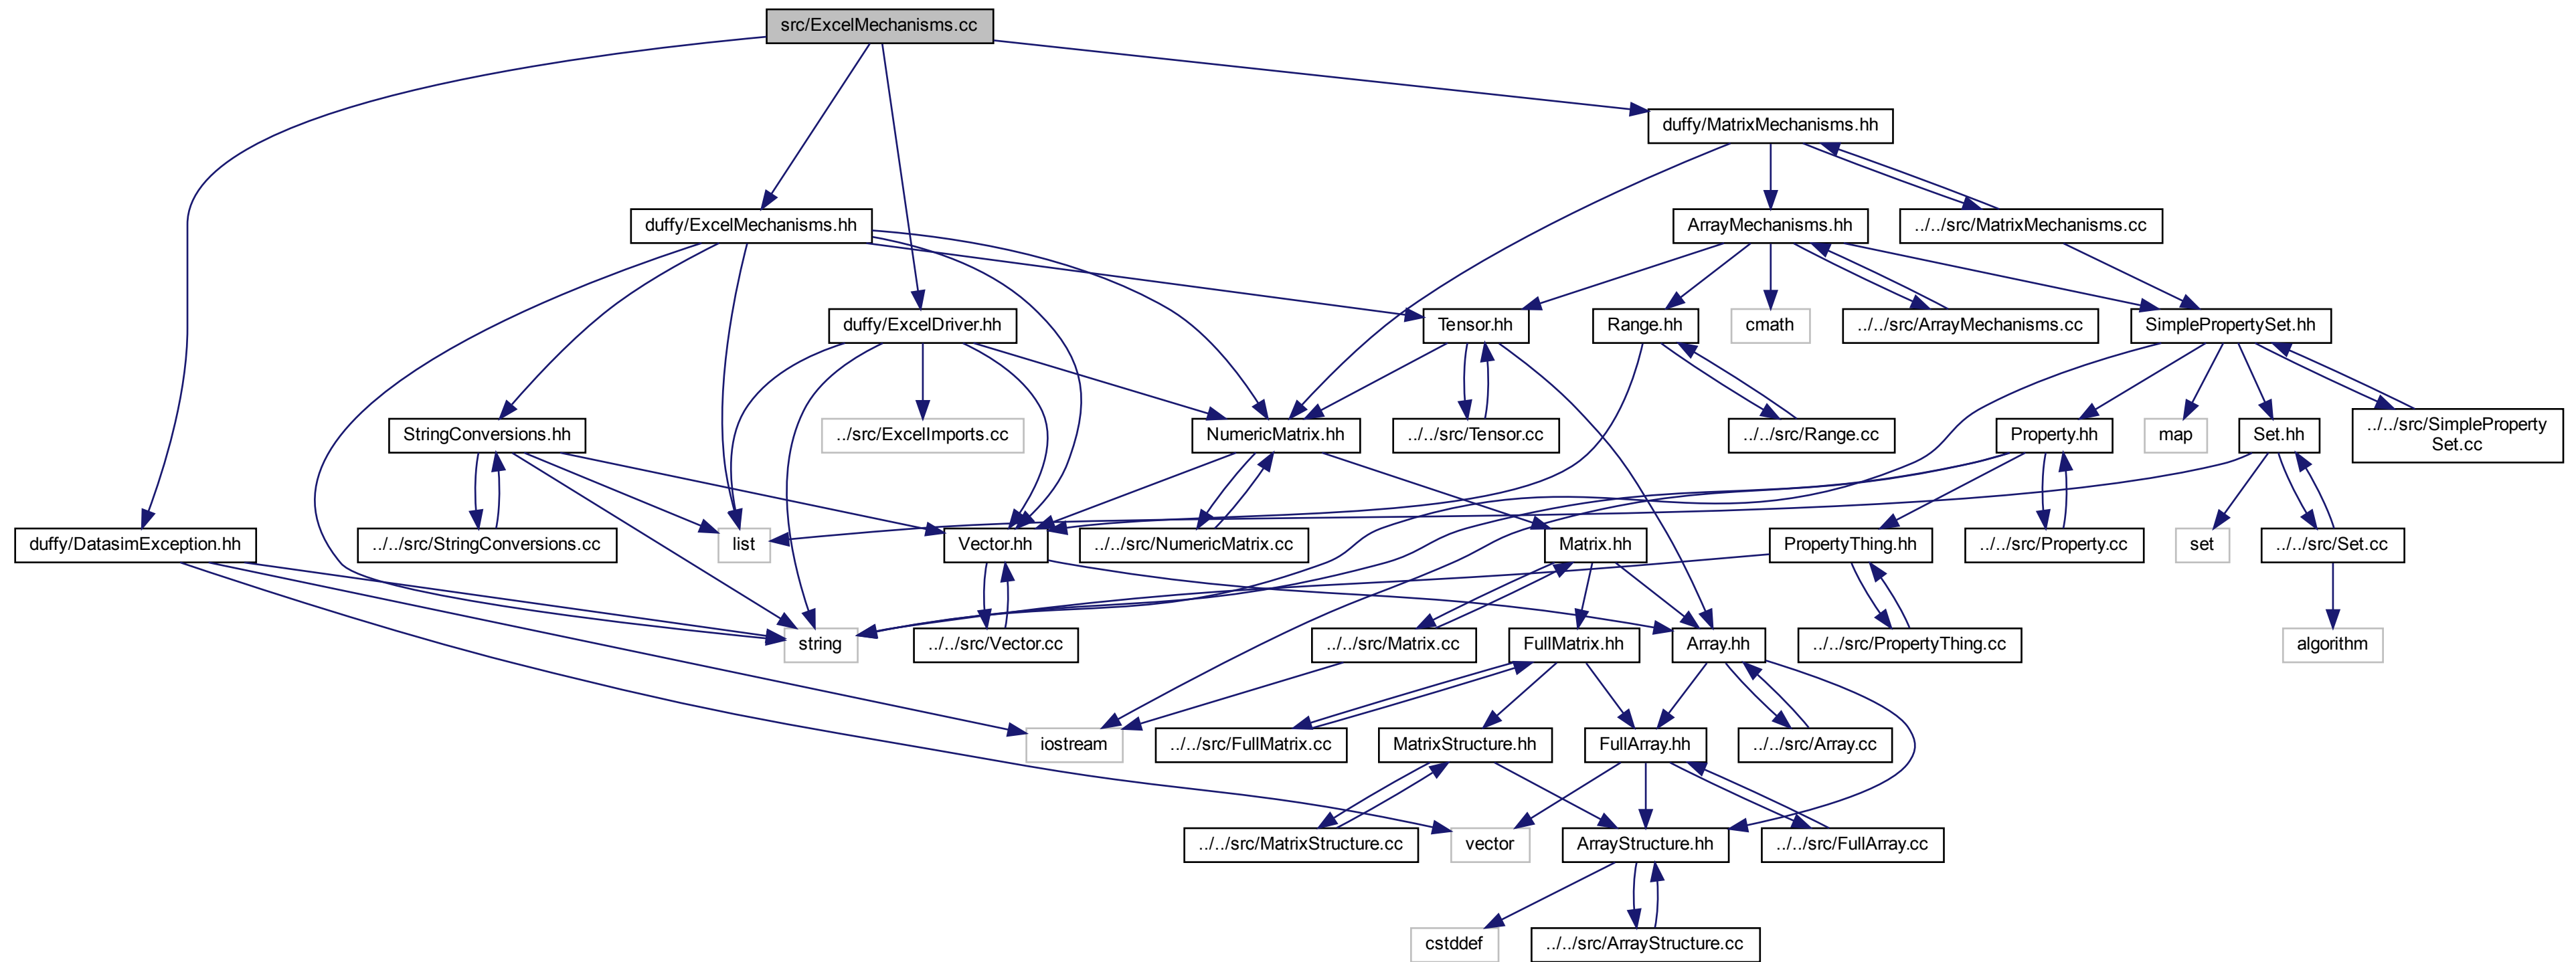 src/ExcelMechanisms.cc
duffy/MatrixMechanisms.hh
duffy/ExcelMechanisms.hh
ArrayMechanisms.hh
../../src/MatrixMechanisms.cc
duffy/ExcelDriver.hh
Tensor.hh
Range.hh
cmath
../../src/ArrayMechanisms.cc
SimplePropertySet.hh
StringConversions.hh
../src/ExcelImports.cc
NumericMatrix.hh
../../src/Tensor.cc
../../src/Range.cc
Property.hh
map
Set.hh
../../src/SimpleProperty
Set.cc
duffy/DatasimException.hh
../../src/StringConversions.cc
list
Vector.hh
../../src/NumericMatrix.cc
Matrix.hh
PropertyThing.hh
../../src/Property.cc
set
../../src/Set.cc
string
../../src/Vector.cc
../../src/Matrix.cc
FullMatrix.hh
Array.hh
../../src/PropertyThing.cc
algorithm
iostream
../../src/FullMatrix.cc
MatrixStructure.hh
FullArray.hh
../../src/Array.cc
../../src/MatrixStructure.cc
vector
ArrayStructure.hh
../../src/FullArray.cc
cstddef
../../src/ArrayStructure.cc